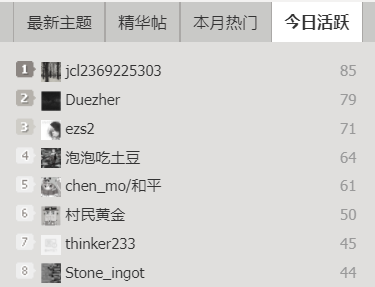 最新主题 精华帖 本月热门 今日活跃
1 jcl2369225303 85
2 Duezher 79
3 ezs2 71
4 泡泡吃土豆 64
5 chen_mo/和平 61
6 村民黄金 50
7 thinker233 45
8 Stone_ingot 44